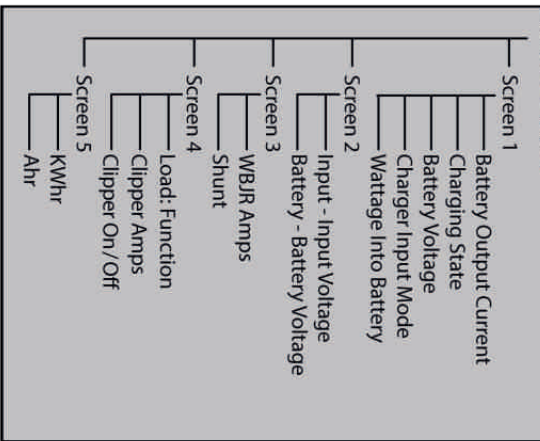 Screen 1
Battery Output Current
Charging State
Battery Voltage
Charger Input Mode
Wattage Into Battery
Screen 2
Input - Input Voltage
Battery - Battery Voltage
Screen 3
WBJR Amps
Shunt
Screen 4
Load: Function
Clipper Amps
Clipper On/Off
Screen 5
KWhr
Ahr